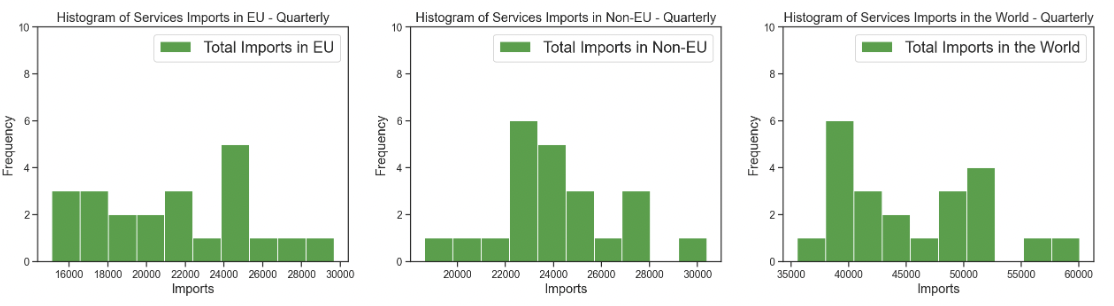 Histogram of Services Imports in EU - Quarterly
Total Imports in EU
10
8
6
4
2
0
Frequency
16000 18000 20000 22000 24000 26000 28000 30000
Imports
Histogram of Services Imports in Non-EU - Quarterly
Total Imports in Non-EU
10
8
6
4
2
0
Frequency
20000 22000 24000 26000 28000 30000
Imports
Histogram of Services Imports in the World - Quarterly
Total Imports in the World
10
8
6
4
2
0
Frequency
35000 40000 45000 50000 55000 60000
Imports